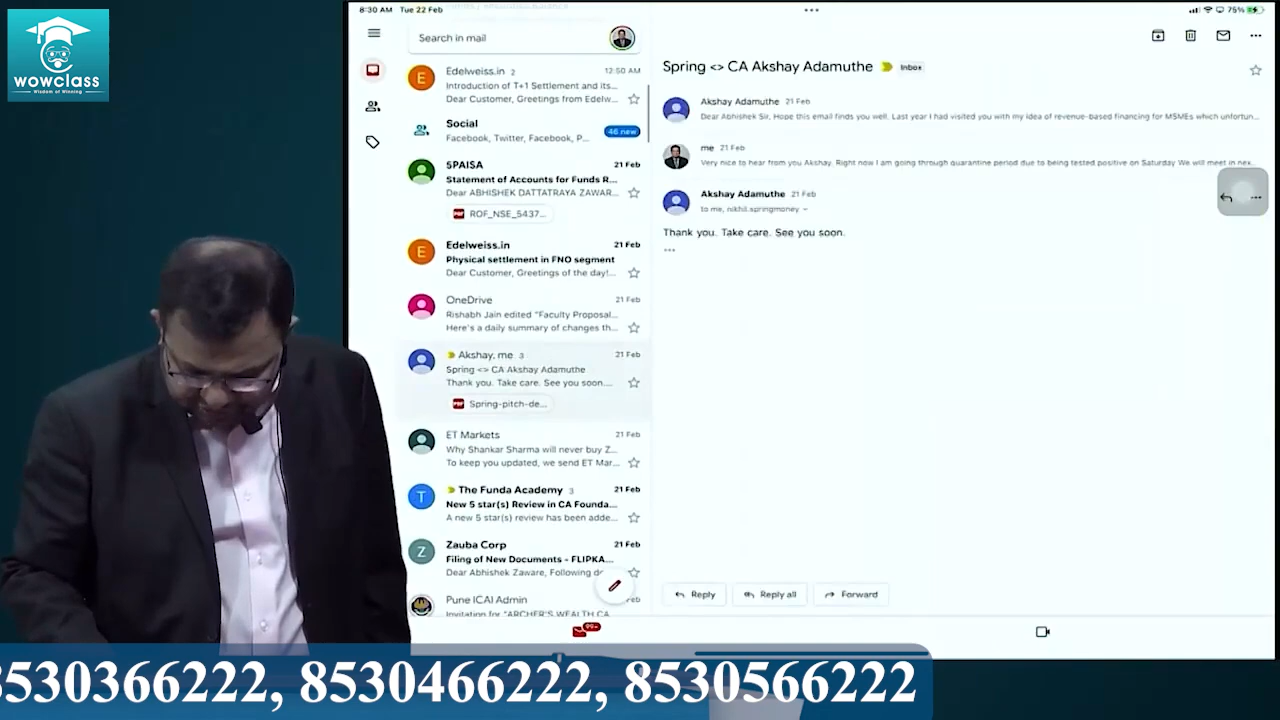 wowclass
Wisdom of Winning
8:30 AM Tue 22 Feb
75%
Search in mail
Edelweiss.in 2 12:50 AM
Introduction of T+1 Settlement and its...
Dear Customer, Greetings from Edelw...
Social
Facebook, Twitter, Facebook, P...
46 new
5PAISA 21 Feb
Statement of Accounts for Funds R...
Dear ABHISHEK DATTATRAYA ZAWAR...
PDF ROF_NSE_5437...
Edelweiss.in 21 Feb
Physical settlement in FNO segment
Dear Customer, Greetings of the day!...
OneDrive 21 Feb
Rishabh Jain edited "Faculty Proposal...
Here's a daily summary of changes th...
Akshay, me 3 21 Feb
Spring <> CA Akshay Adamuthe
Thank you. Take care. See you soon....
PDF Spring-pitch-de...
ET Markets 21 Feb
Why Shankar Sharma will never buy Z...
To keep you updated, we send ET Mar...
The Funda Academy 3 21 Feb
New 5 star(s) Review in CA Founda...
A new 5 star(s) review has been adde...
Zauba Corp 21 Feb
Filing of New Documents - FLIPKA...
Dear Abhishek Zaware, Following do
Pune ICAI Admin Feb
Invitation for "ARCHER'S WEALTH CA
99+
Spring <> CA Akshay Adamuthe Inbox
Akshay Adamuthe 21 Feb
Dear Abhishek Sir, Hope this email finds you well. Last year I had visited you with my idea of revenue-based financing for MSMEs which unfortun...
me 21 Feb
Very nice to hear from you Akshay. Right now I am going through quarantine period due to being tested positive on Saturday We will meet in nex...
Akshay Adamuthe 21 Feb
to me, nikhil.springmoney
Thank you. Take care. See you soon.
Reply Reply all Forward
8530366222, 8530466222, 8530566222